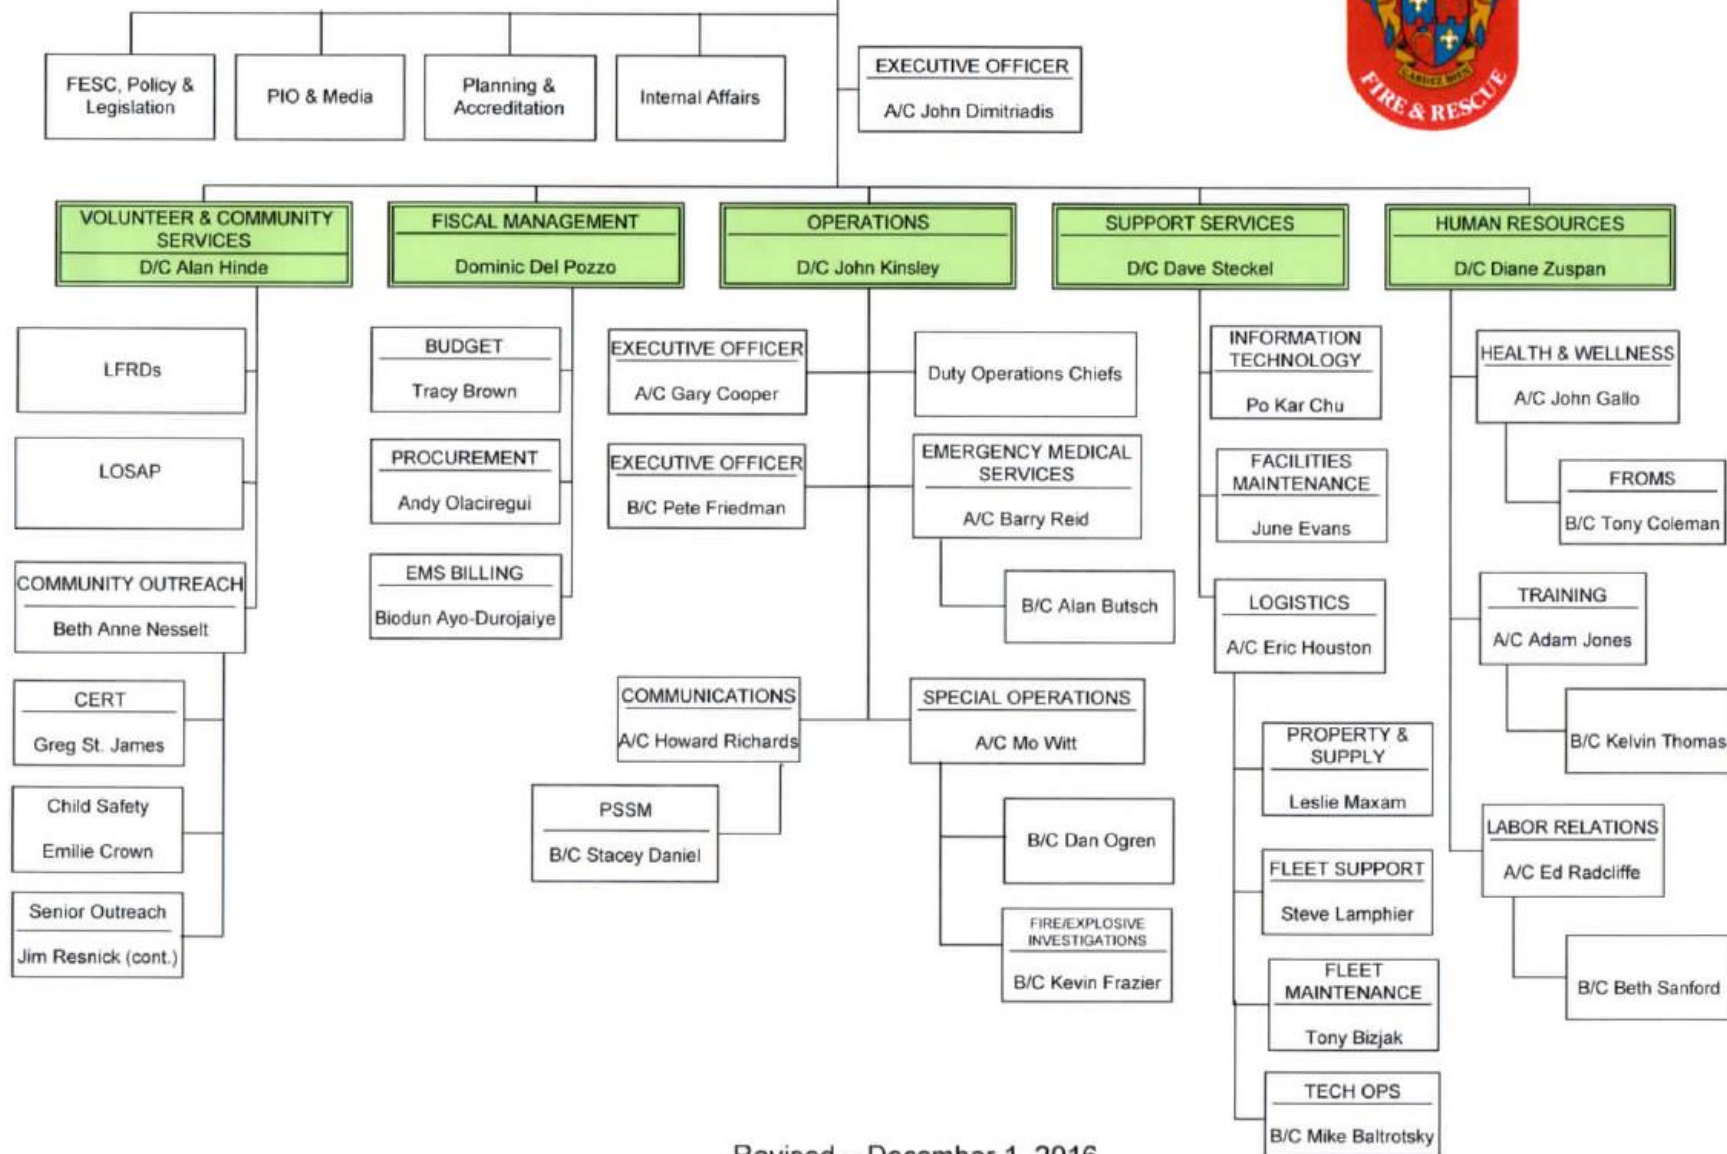 FESC, Policy &
Legislation
PIO & Media
Planning &
Accreditation
Internal Affairs
EXECUTIVE OFFICER
A/C John Dimitriadis
GARDEZ BIEN
FIRE & RESCUE
VOLUNTEER & COMMUNITY
SERVICES
D/C Alan Hinde
FISCAL MANAGEMENT
Dominic Del Pozzo
OPERATIONS
D/C John Kinsley
SUPPORT SERVICES
D/C Dave Steckel
HUMAN RESOURCES
D/C Diane Zuspan
LFRDs
LOSAP
COMMUNITY OUTREACH
Beth Anne Nesselt
CERT
Greg St. James
Child Safety
Emilie Crown
Senior Outreach
Jim Resnick (cont.)
BUDGET
Tracy Brown
PROCUREMENT
Andy Olaciregui
EMS BILLING
Biodun Ayo-Durojaiye
EXECUTIVE OFFICER
A/C Gary Cooper
EXECUTIVE OFFICER
B/C Pete Friedman
COMMUNICATIONS
A/C Howard Richards
PSSM
B/C Stacey Daniel
Duty Operations Chiefs
EMERGENCY MEDICAL
SERVICES
A/C Barry Reid
B/C Alan Butsch
SPECIAL OPERATIONS
A/C Mo Witt
B/C Dan Ogren
FIRE/EXPLOSIVE
INVESTIGATIONS
B/C Kevin Frazier
INFORMATION
TECHNOLOGY
Po Kar Chu
FACILITIES
MAINTENANCE
June Evans
LOGISTICS
A/C Eric Houston
PROPERTY &
SUPPLY
Leslie Maxam
FLEET SUPPORT
Steve Lamphier
FLEET
MAINTENANCE
Tony Bizjak
TECH OPS
B/C Mike Baltrotsky
HEALTH & WELLNESS
A/C John Gallo
FROMS
B/C Tony Coleman
TRAINING
A/C Adam Jones
B/C Kelvin Thomas
LABOR RELATIONS
A/C Ed Radcliffe
B/C Beth Sanford
Revised – December 1, 2016